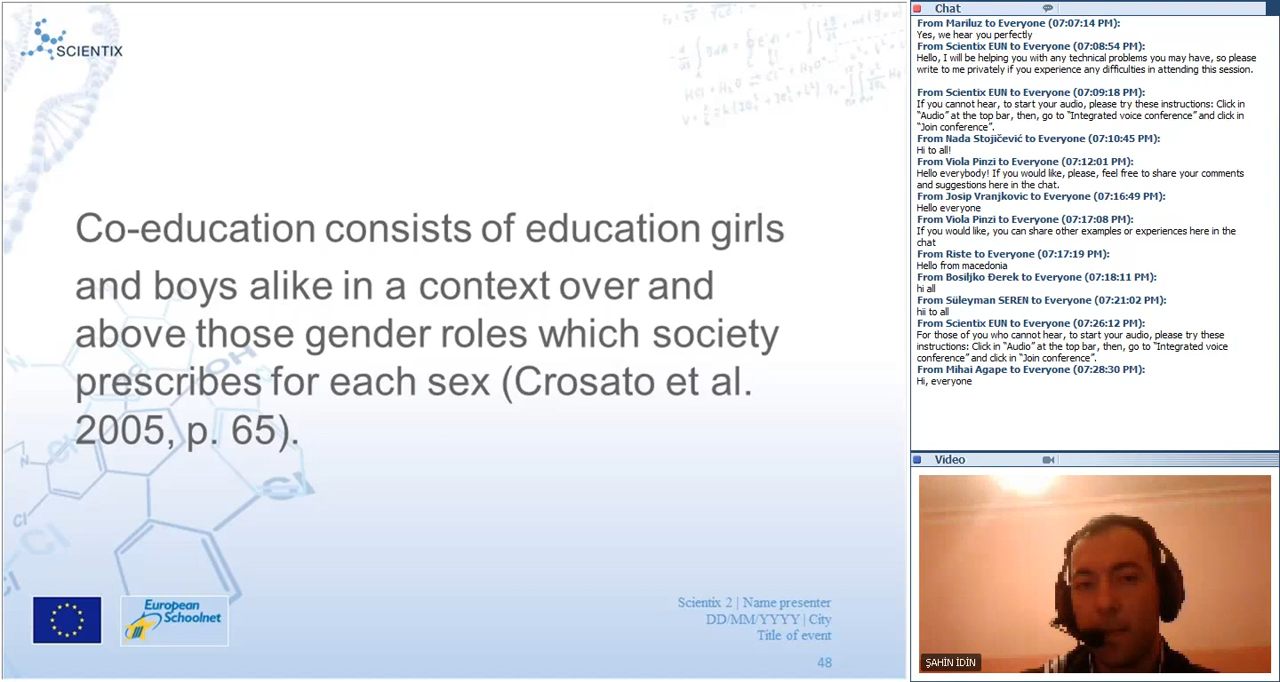 SCIENTIX
Co-education consists of education girls
and boys alike in a context over and
above those gender roles which society
prescribes for each sex (Crosato et al.
2005, p. 65).
European
Schoolnet
Scientix 2 | Name presenter
DD/MM/YYYY | City
Title of event
48
Chat
From Mariluz to Everyone (07:07:14 PM):
Yes, we hear you perfectly
From Scientix EUN to Everyone (07:08:54 PM):
Hello, I will be helping you with any technical problems you may have, so please
write to me privately if you experience any difficulties in attending this session.
From Scientix EUN to Everyone (07:09:18 PM):
If you cannot hear, to start your audio, please try these instructions: Click in
"Audio" at the top bar, then, go to "Integrated voice conference" and click in
"Join conference".
From Nada Stojičević to Everyone (07:10:45 PM):
Hi to all!
From Viola Pinzi to Everyone (07:12:01 PM):
Hello everybody! If you would like, please, feel free to share your comments
and suggestions here in the chat.
From Josip Vranjkovic to Everyone (07:16:49 PM):
Hello everyone
From Viola Pinzi to Everyone (07:17:08 PM):
If you would like, you can share other examples or experiences here in the
chat
From Riste to Everyone (07:17:19 PM):
Hello from macedonia
From Bosiljko Đerek to Everyone (07:18:11 PM):
hi all
From Süleyman SEREN to Everyone (07:21:02 PM):
hii to all
From Scientix EUN to Everyone (07:26:12 PM):
For those of you who cannot hear, to start your audio, please try these
instructions: Click in "Audio" at the top bar, then, go to "Integrated voice
conference" and click in "Join conference".
From Mihai Agape to Everyone (07:28:30 PM):
Hi, everyone
Video
ŞAHİN İDİN